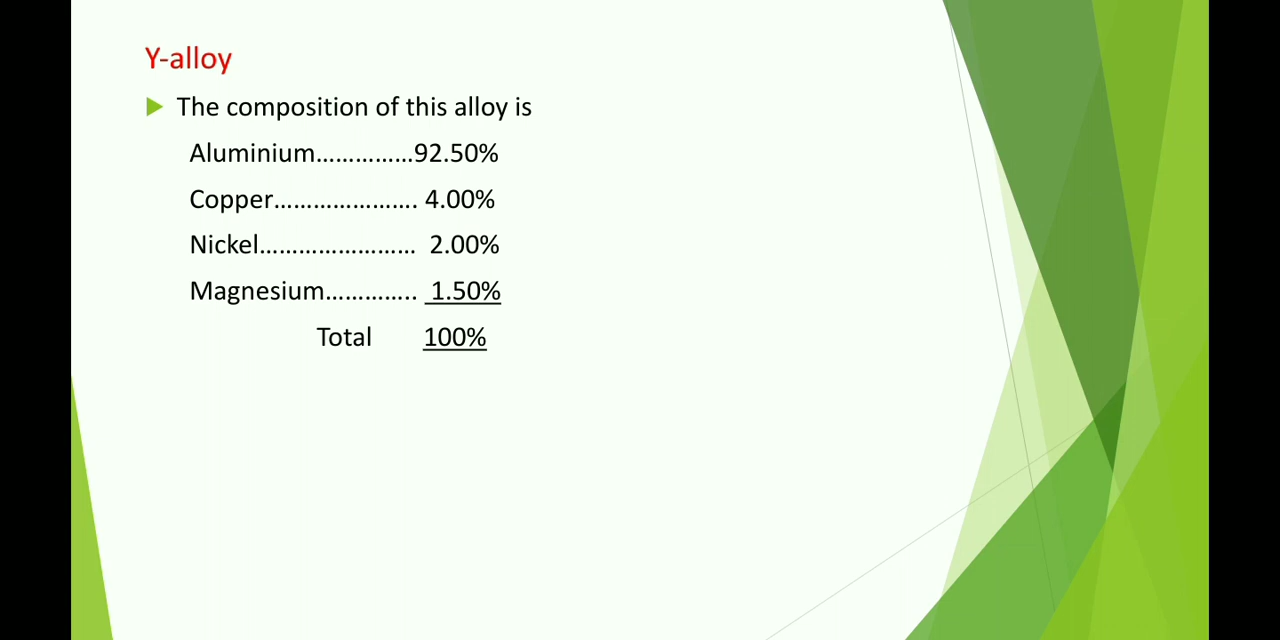 Y-alloy
The composition of this alloy is
Aluminium……………92.50%
Copper…………………. 4.00%
Nickel…………………… 2.00%
Magnesium………….. 1.50%
Total 100%